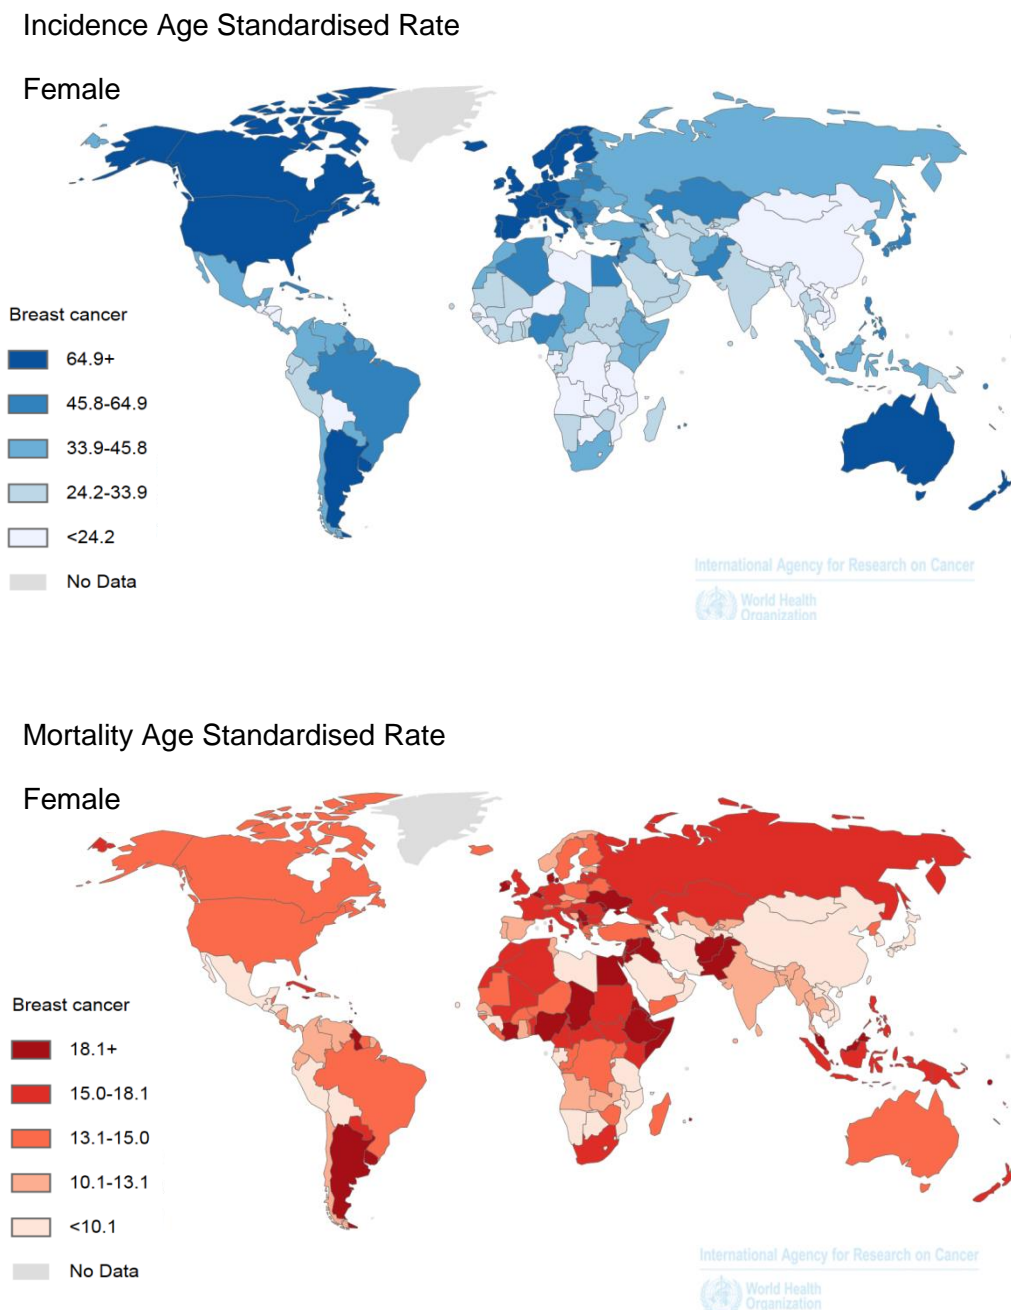 Incidence Age Standardised Rate
Female
Breast cancer
64.9+
45.8-64.9
33.9-45.8
24.2-33.9
<24.2
No Data
International Agency for Research on Cancer
World Health
Organization
Mortality Age Standardised Rate
Female
Breast cancer
18.1+
15.0-18.1
13.1-15.0
10.1-13.1
<10.1
No Data
International Agency for Research on Cancer
World Health
Organization